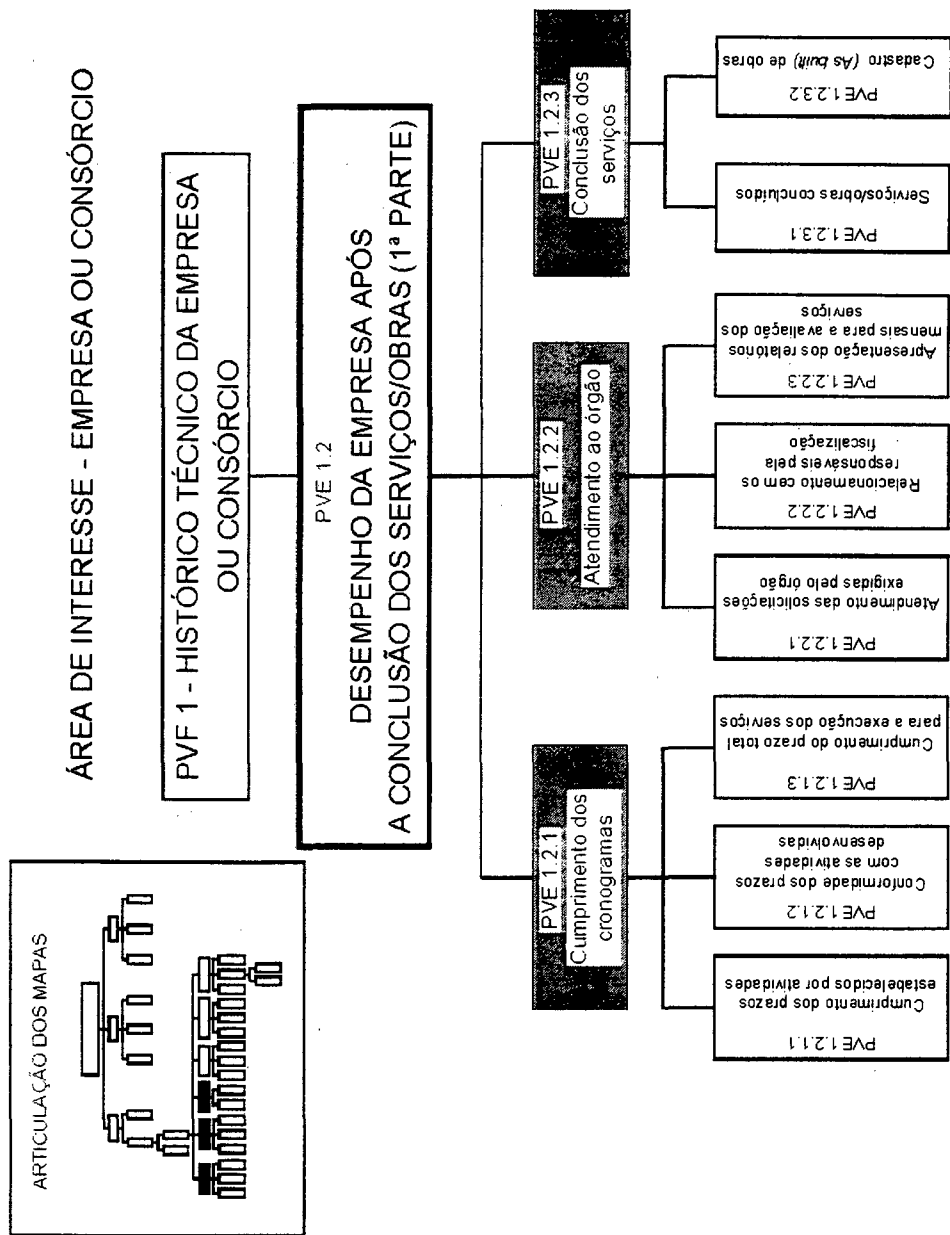 ÁREA DE INTERESSE - EMPRESA OU CONSÓRCIO
ARTICULAÇÃO DOS MAPAS
PVF 1 - HISTÓRICO TÉCNICO DA EMPRESA
OU CONSÓRCIO
PVE 1.2
DESEMPENHO DA EMPRESA APÓS
A CONCLUSÃO DOS SERVIÇOS/OBRAS (1ª PARTE)
PVE 1.2.1
Cumprimento dos
cronogramas
PVE 1.2.2
Atendimento ao órgão
PVE 1.2.3
Conclusão dos
serviços
PVE 1.2.1.1
Cumprimento dos prazos
estabelecidos por atividades
PVE 1.2.1.2
Conformidade dos prazos
com as atividades
desenvolvidas
PVE 1.2.1.3
Cumprimento do prazo total
para a execução dos serviços
PVE 1.2.2.1
Atendimento das solicitações
exigidas pelo órgão
PVE 1.2.2.2
Relacionamento com os
responsáveis pela
fiscalização
PVE 1.2.2.3
Apresentação dos relatórios
mensais para a avaliação dos
serviços
PVE 1.2.3.1
Serviços/obras concluídos
PVE 1.2.3.2
Cadastro (As built) de obras